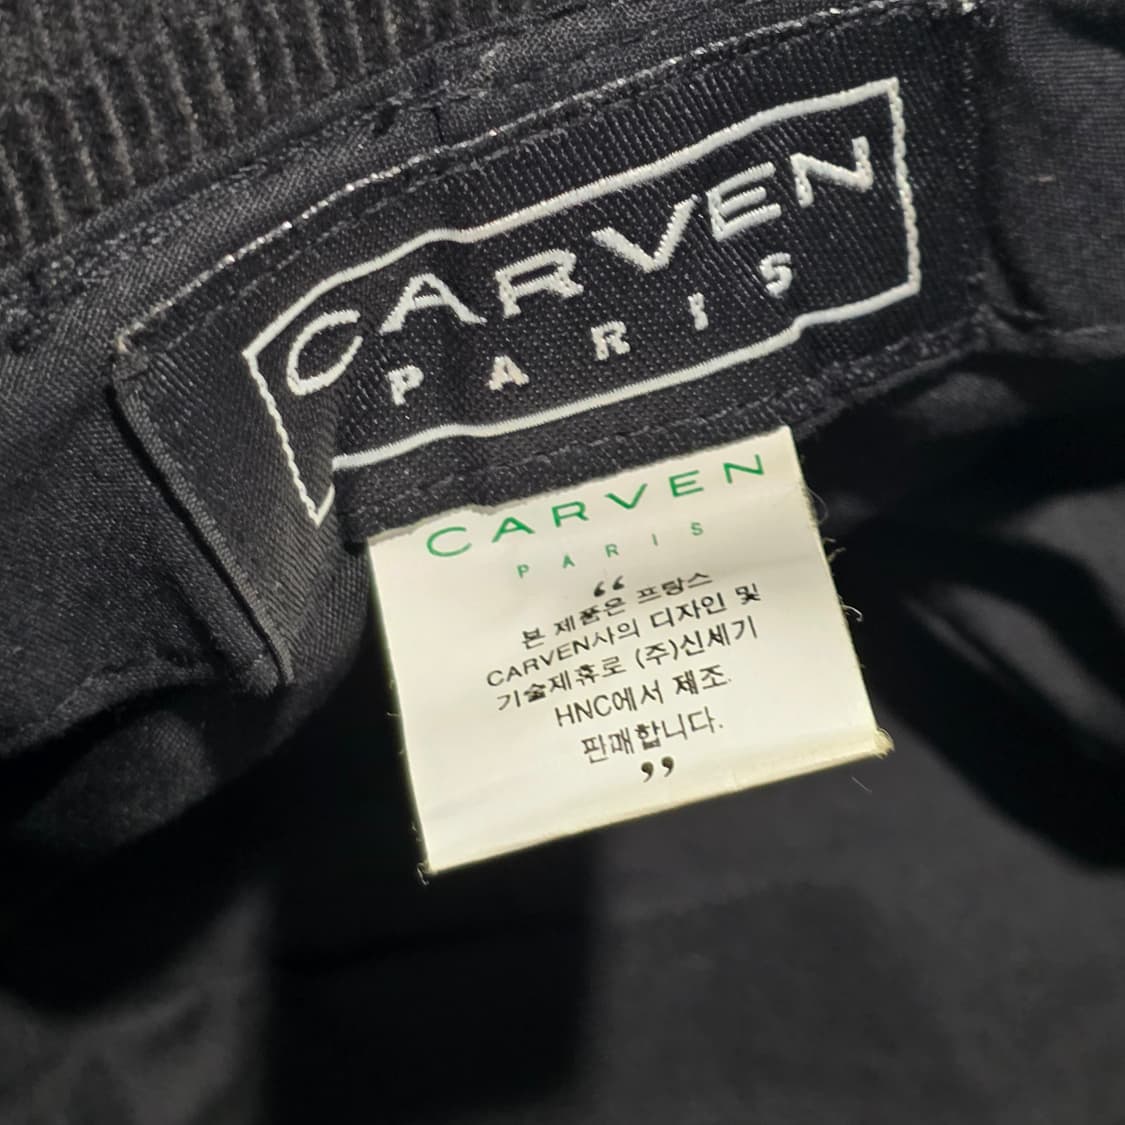 CARVEN
PARIS
CARVEN
PARIS
“
본 제품은 프랑스
CARVEN사의 디자인 및
기술제휴로 (주)신세기
HNC에서 제조.
판매합니다.
”